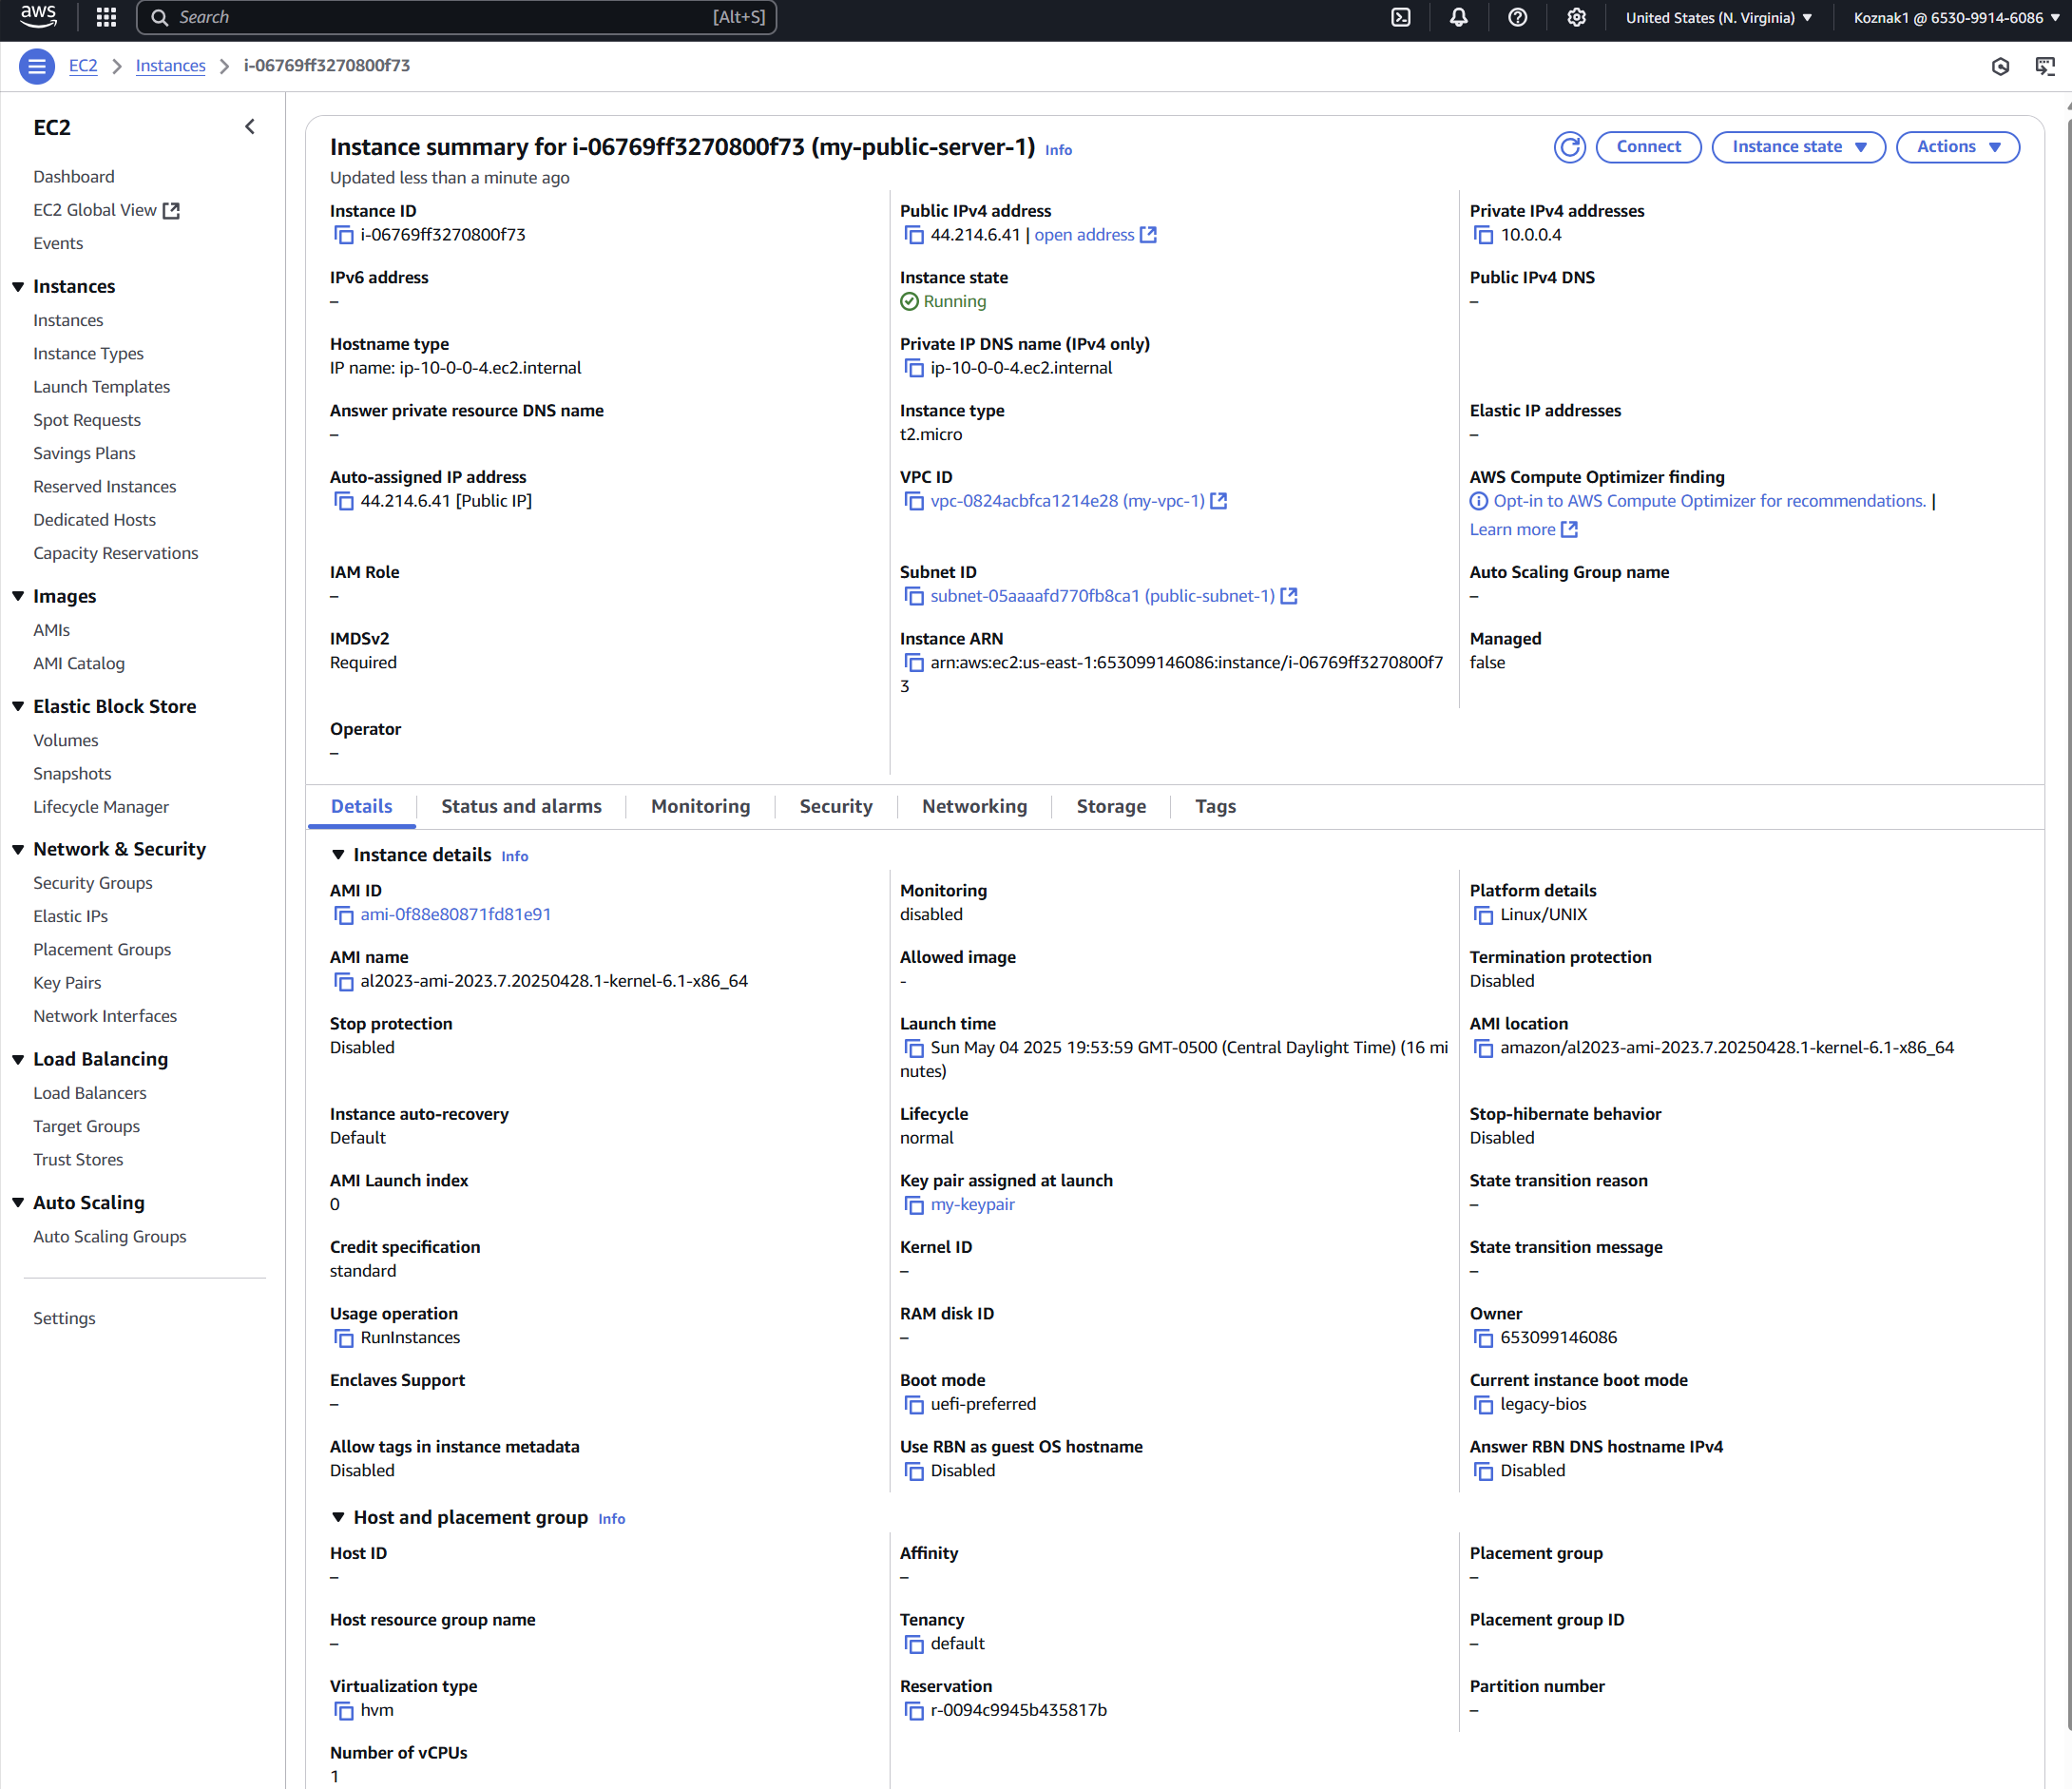 aws
Search [Alt+S]
United States (N. Virginia)
Koznak1 @ 6530-9914-6086
EC2 > Instances > i-06769ff3270800f73
EC2
Dashboard
EC2 Global View
Events
Instances
Instances
Instance Types
Launch Templates
Spot Requests
Savings Plans
Reserved Instances
Dedicated Hosts
Capacity Reservations
Images
AMIs
AMI Catalog
Elastic Block Store
Volumes
Snapshots
Lifecycle Manager
Network & Security
Security Groups
Elastic IPs
Placement Groups
Key Pairs
Network Interfaces
Load Balancing
Load Balancers
Target Groups
Trust Stores
Auto Scaling
Auto Scaling Groups
Settings
Instance summary for i-06769ff3270800f73 (my-public-server-1) Info
Updated less than a minute ago
Connect
Instance state
Actions
Instance ID
i-06769ff3270800f73
Public IPv4 address
44.214.6.41 | open address
Private IPv4 addresses
10.0.0.4
IPv6 address
–
Instance state
Running
Public IPv4 DNS
–
Hostname type
IP name: ip-10-0-0-4.ec2.internal
Private IP DNS name (IPv4 only)
ip-10-0-0-4.ec2.internal
Answer private resource DNS name
–
Instance type
t2.micro
Elastic IP addresses
–
Auto-assigned IP address
44.214.6.41 [Public IP]
VPC ID
vpc-0824acbfca1214e28 (my-vpc-1)
AWS Compute Optimizer finding
Opt-in to AWS Compute Optimizer for recommendations. |
Learn more
IAM Role
–
Subnet ID
subnet-05aaaafd770fb8ca1 (public-subnet-1)
Auto Scaling Group name
–
IMDSv2
Required
Instance ARN
arn:aws:ec2:us-east-1:653099146086:instance/i-06769ff3270800f7
3
Managed
false
Operator
–
Details
Status and alarms
Monitoring
Security
Networking
Storage
Tags
Instance details Info
AMI ID
ami-0f88e80871fd81e91
Monitoring
disabled
Platform details
Linux/UNIX
AMI name
al2023-ami-2023.7.20250428.1-kernel-6.1-x86_64
Allowed image
-
Termination protection
Disabled
Stop protection
Disabled
Launch time
Sun May 04 2025 19:53:59 GMT-0500 (Central Daylight Time) (16 mi
nutes)
AMI location
amazon/al2023-ami-2023.7.20250428.1-kernel-6.1-x86_64
Instance auto-recovery
Default
Lifecycle
normal
Stop-hibernate behavior
Disabled
AMI Launch index
0
Key pair assigned at launch
my-keypair
State transition reason
–
Credit specification
standard
Kernel ID
–
State transition message
–
Usage operation
RunInstances
RAM disk ID
–
Owner
653099146086
Enclaves Support
–
Boot mode
uefi-preferred
Current instance boot mode
legacy-bios
Allow tags in instance metadata
Disabled
Use RBN as guest OS hostname
Disabled
Answer RBN DNS hostname IPv4
Disabled
Host and placement group Info
Host ID
–
Affinity
–
Placement group
–
Host resource group name
–
Tenancy
default
Placement group ID
–
Virtualization type
hvm
Reservation
r-0094c9945b435817b
Partition number
–
Number of vCPUs
1